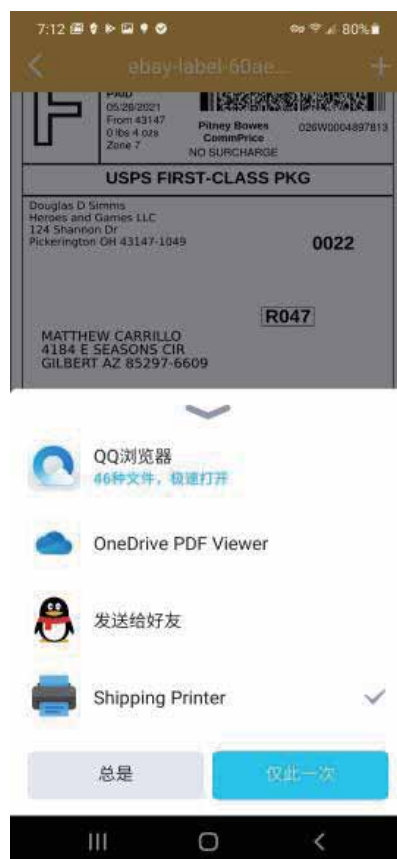 7:12
80%
ebay-label-60ae...
F
PAID
05/26/2021
From 43147
0 lbs 4 ozs
Zone 7
Pitney Bowes
CommPrice
NO SURCHARGE
026W0004897813
USPS FIRST-CLASS PKG
Douglas D Simms
Heroes and Games LLC
124 Shannon Dr
Pickerington OH 43147-1049
0022
R047
MATTHEW CARRILLO
4184 E SEASONS CIR
GILBERT AZ 85297-6609
QQ浏览器
46种文件，极速打开
OneDrive PDF Viewer
发送给好友
Shipping Printer
总是
仅此一次